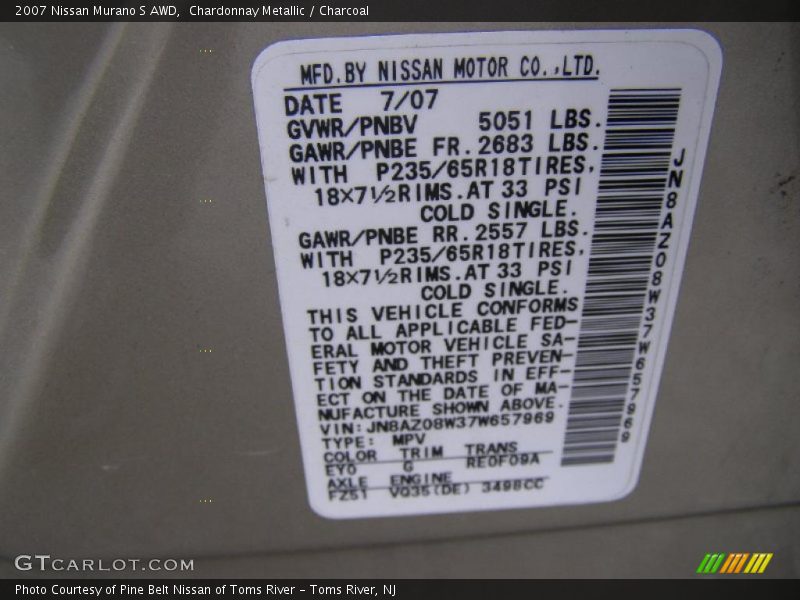 2007 Nissan Murano S AWD,  Chardonnay Metallic / Charcoal
MFD.BY NISSAN MOTOR CO.,LTD.
DATE 7/07
GVWR/PNBV 5051 LBS.
GAWR/PNBE FR.2683 LBS.
WITH P235/65R18TIRES,
18×7½RIMS.AT 33 PSI
COLD SINGLE.
GAWR/PNBE RR.2557 LBS.
WITH P235/65R18TIRES,
18×7½RIMS.AT 33 PSI
COLD SINGLE.
THIS VEHICLE CONFORMS
TO ALL APPLICABLE FED-
ERAL MOTOR VEHICLE SA-
FETY AND THEFT PREVEN-
TION STANDARDS IN EFF-
ECT ON THE DATE OF MA-
NUFACTURE SHOWN ABOVE.
VIN:JN8AZ08W37W657969
TYPE: MPV
COLOR TRIM TRANS
EY0 G RE0F09A
AXLE ENGINE
FZ51 VQ35(DE) 3498CC
JN8AZ08W37W657969
GTCARLOT.COM
Photo Courtesy of Pine Belt Nissan of Toms River – Toms River, NJ